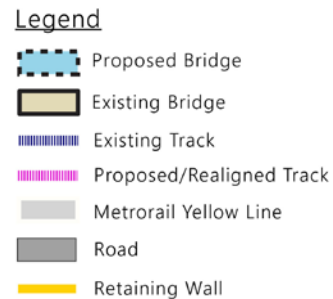 Legend
Proposed Bridge
Existing Bridge
Existing Track
Proposed/Realigned Track
Metrorail Yellow Line
Road
Retaining Wall